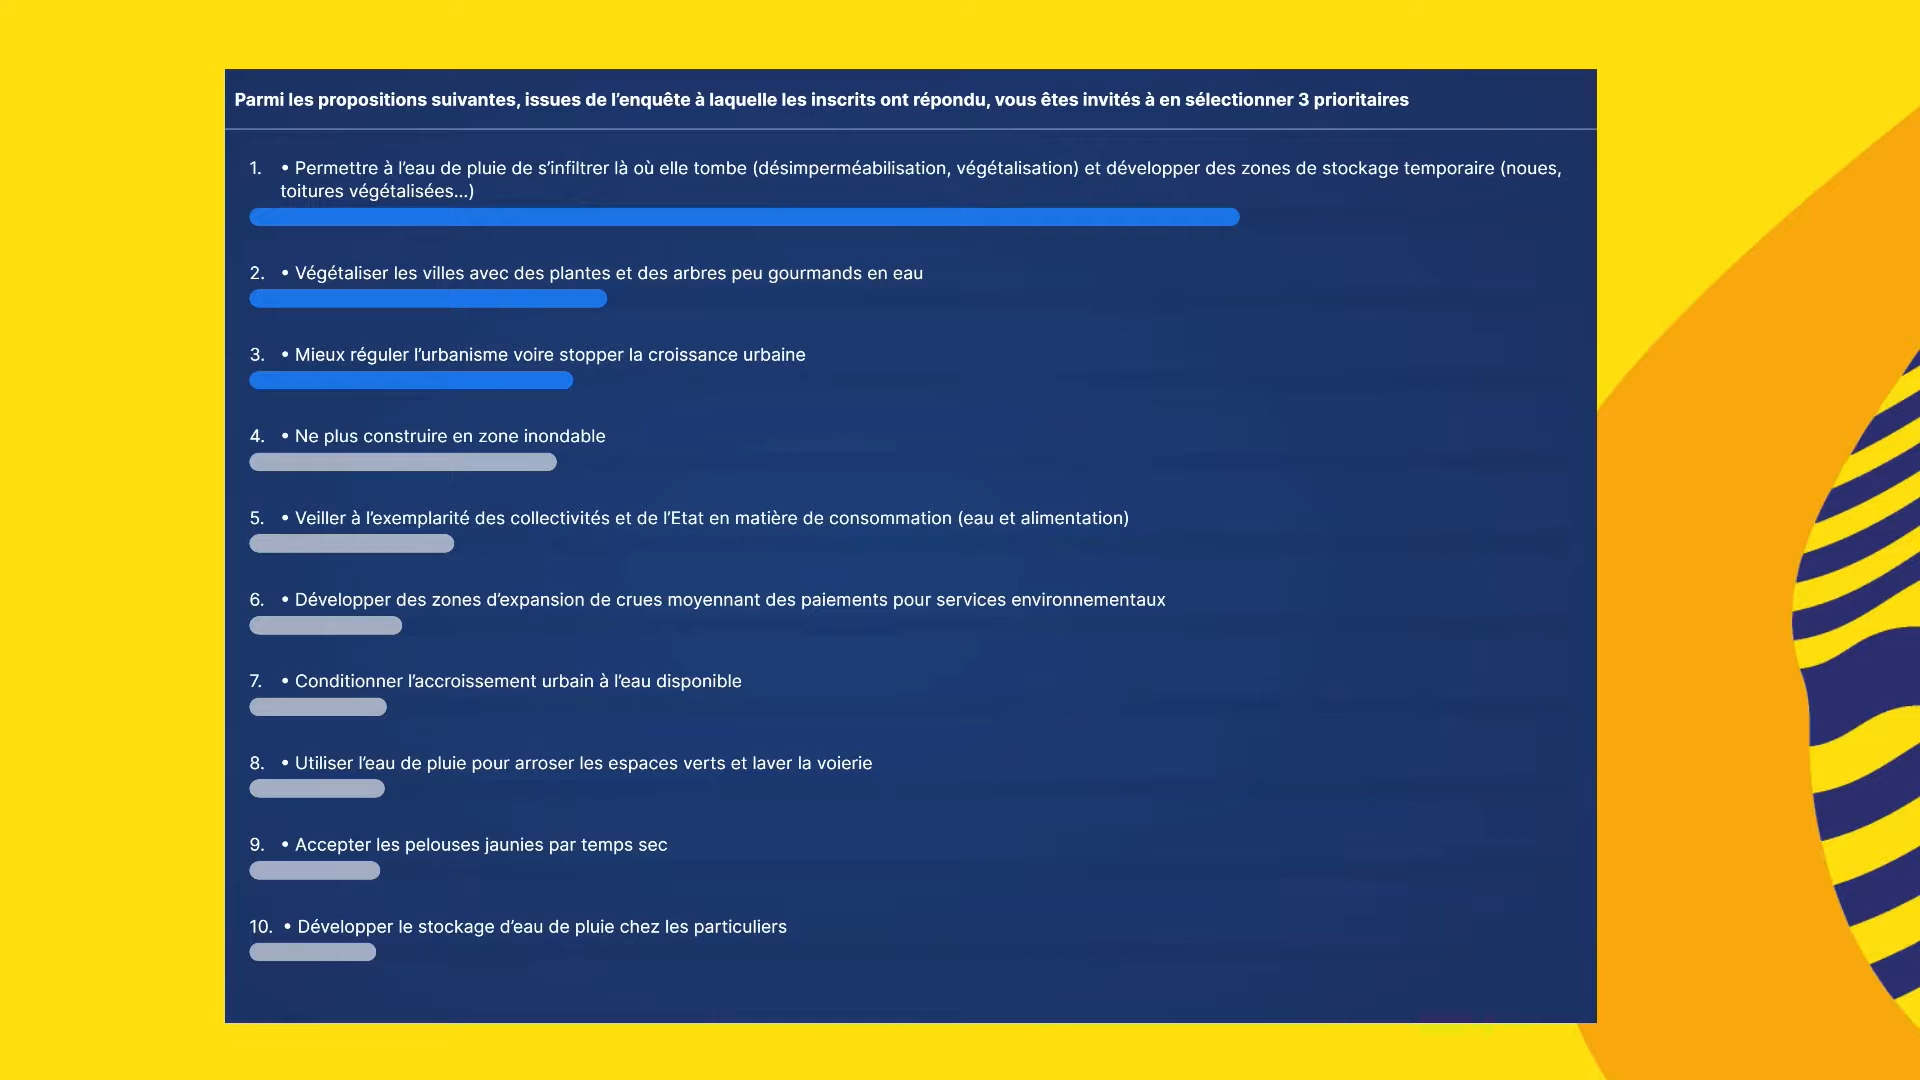 Parmi les propositions suivantes, issues de l’enquête à laquelle les inscrits ont répondu, vous êtes invités à en sélectionner 3 prioritaires
1. • Permettre à l’eau de pluie de s’infiltrer là où elle tombe (désimperméabilisation, végétalisation) et développer des zones de stockage temporaire (noues,
toitures végétalisées...)
2. • Végétaliser les villes avec des plantes et des arbres peu gourmands en eau
3. • Mieux réguler l’urbanisme voire stopper la croissance urbaine
4. • Ne plus construire en zone inondable
5. • Veiller à l’exemplarité des collectivités et de l’Etat en matière de consommation (eau et alimentation)
6. • Développer des zones d’expansion de crues moyennant des paiements pour services environnementaux
7. • Conditionner l’accroissement urbain à l’eau disponible
8. • Utiliser l’eau de pluie pour arroser les espaces verts et laver la voierie
9. • Accepter les pelouses jaunies par temps sec
10. • Développer le stockage d’eau de pluie chez les particuliers